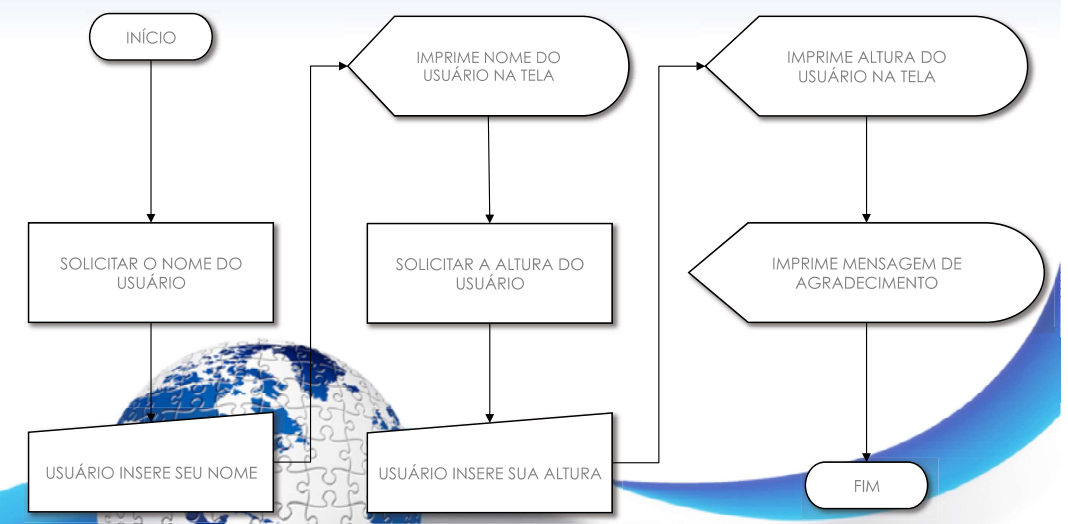 INÍCIO
SOLICITAR O NOME DO
USUÁRIO
USUÁRIO INSERE SEU NOME
IMPRIME NOME DO
USUÁRIO NA TELA
SOLICITAR A ALTURA DO
USUÁRIO
USUÁRIO INSERE SUA ALTURA
IMPRIME ALTURA DO
USUÁRIO NA TELA
IMPRIME MENSAGEM DE
AGRADECIMENTO
FIM